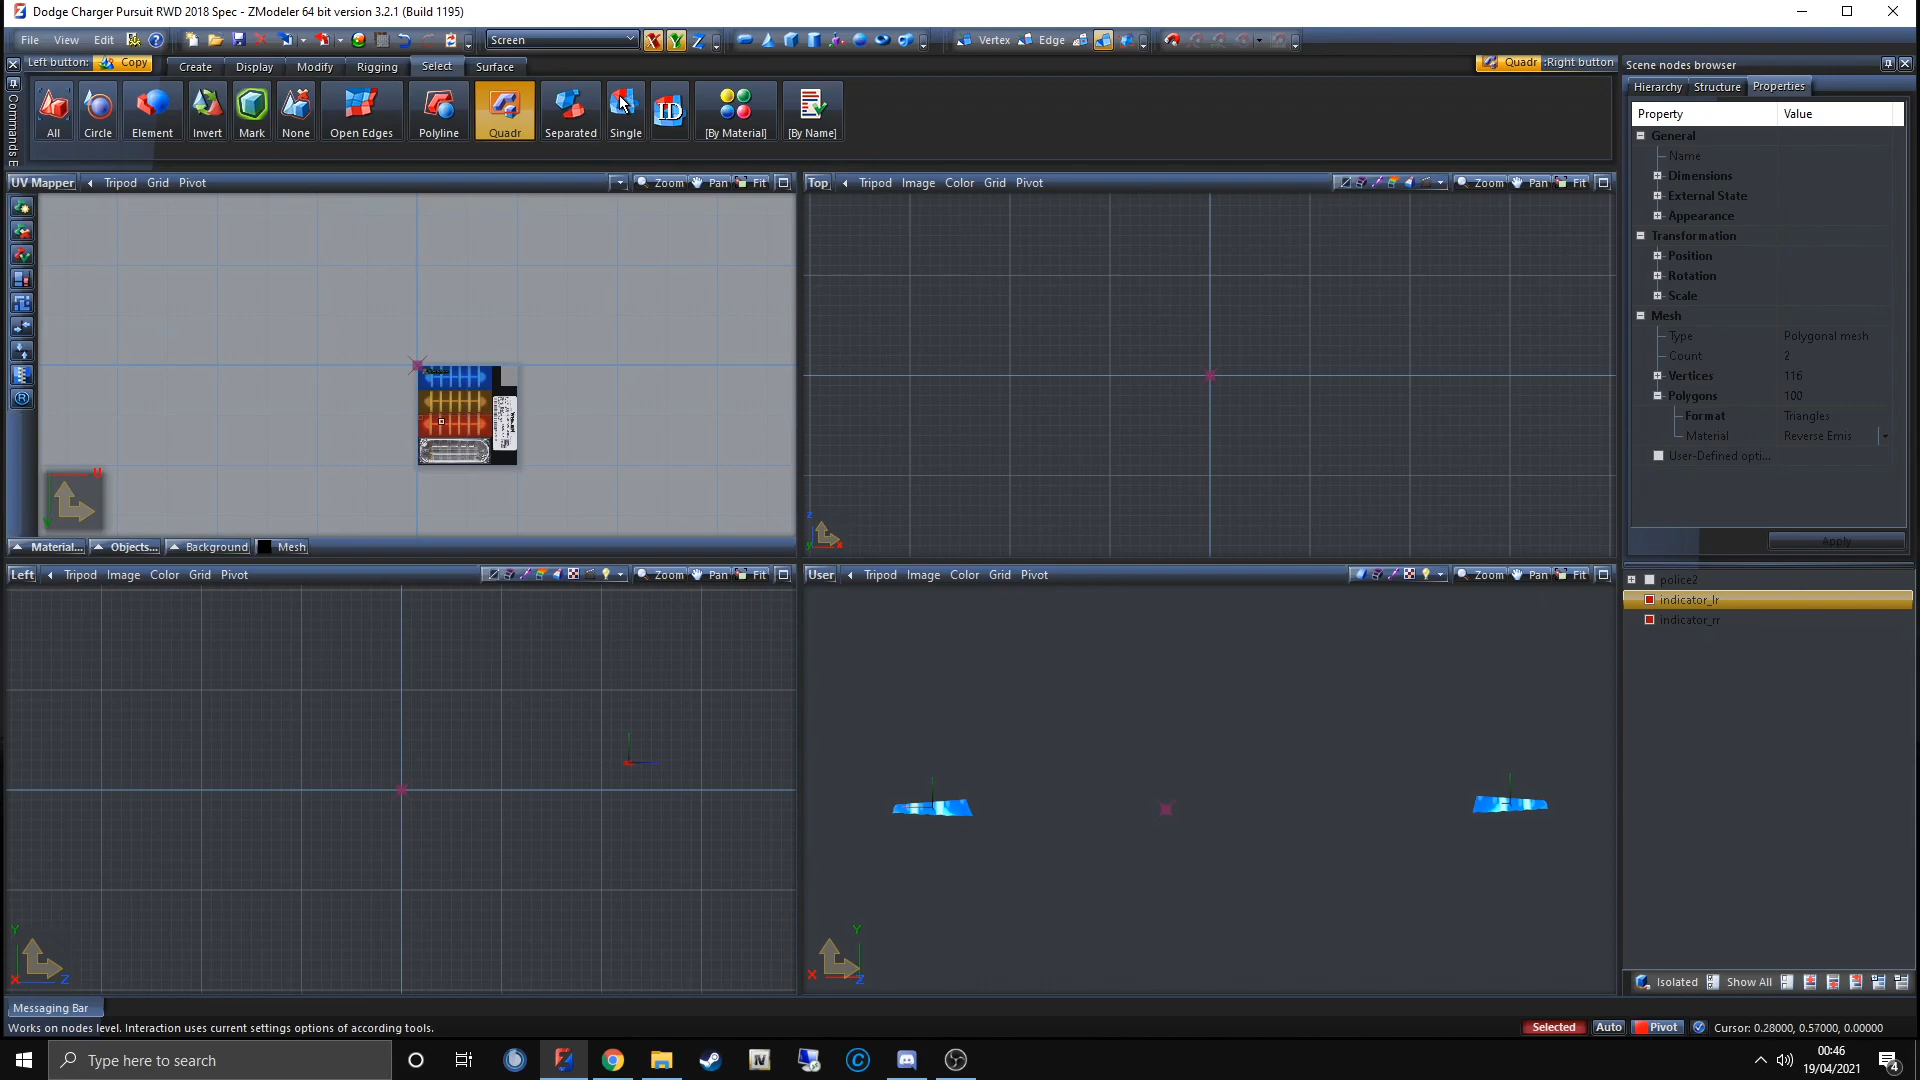 Dodge Charger Pursuit RWD 2018 Spec - ZModeler 64 bit version 3.2.1 (Build 1195)
File View Edit Screen X Y Z Vertex Edge
Left button: Copy Create Display Modify Rigging Select Surface Quadr :Right button
All Circle Element Invert Mark None Open Edges Polyline Quadr Separated Single ID [By Material] [By Name]
Commands
UV Mapper Tripod Grid Pivot Zoom Pan Fit
Top Tripod Image Color Grid Pivot Zoom Pan Fit
Material... Objects... Background Mesh
Left Tripod Image Color Grid Pivot Zoom Pan Fit
User Tripod Image Color Grid Pivot Zoom Pan Fit
Scene nodes browser
Hierarchy Structure Properties
Property Value
General
Name
Dimensions
External State
Appearance
Transformation
Position
Rotation
Scale
Mesh
Type Polygonal mesh
Count 2
Vertices 116
Polygons 100
Format Triangles
Material Reverse Emis
User-Defined opti...
Apply
police2
indicator_lr
indicator_rr
Isolated Show All
Messaging Bar
Works on nodes level. Interaction uses current settings options of according tools.
Selected Auto Pivot Cursor: 0.28000, 0.57000, 0.00000
Type here to search
00:46
19/04/2021
4